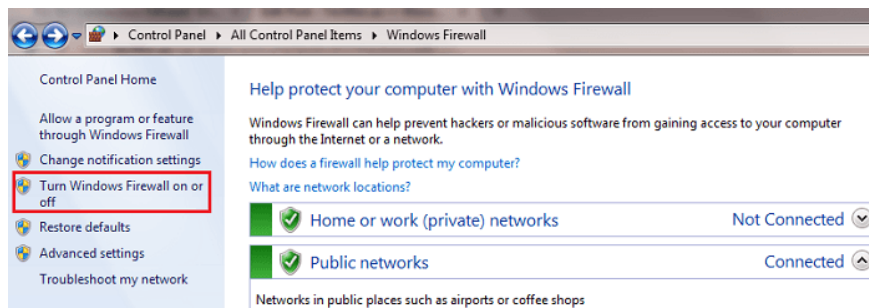 Control Panel ▸ All Control Panel Items ▸ Windows Firewall
Control Panel Home
Allow a program or feature
through Windows Firewall
Change notification settings
Turn Windows Firewall on or
off
Restore defaults
Advanced settings
Troubleshoot my network
Help protect your computer with Windows Firewall
Windows Firewall can help prevent hackers or malicious software from gaining access to your computer
through the Internet or a network.
How does a firewall help protect my computer?
What are network locations?
Home or work (private) networks Not Connected
Public networks Connected
Networks in public places such as airports or coffee shops